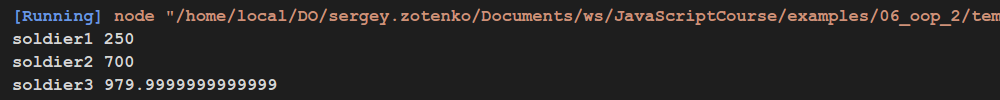 [Running] node "/home/local/DO/sergey.zotenko/Documents/ws/JavaScriptCourse/examples/06_oop_2/tem
soldier1 250
soldier2 700
soldier3 979.9999999999999